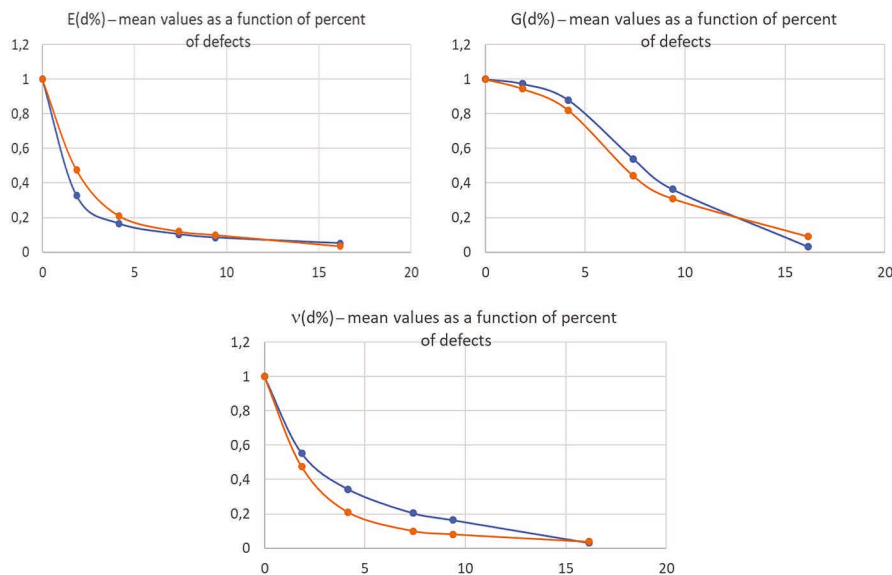 E(d%) – mean values as a function of percent
of defects
1,2
1
0,8
0,6
0,4
0,2
0
0 5 10 15 20
G(d%) – mean values as a function of percent
of defects
1,2
1
0,8
0,6
0,4
0,2
0
0 5 10 15 20
ν(d%) – mean values as a function of percent
of defects
1,2
1
0,8
0,6
0,4
0,2
0
0 5 10 15 20